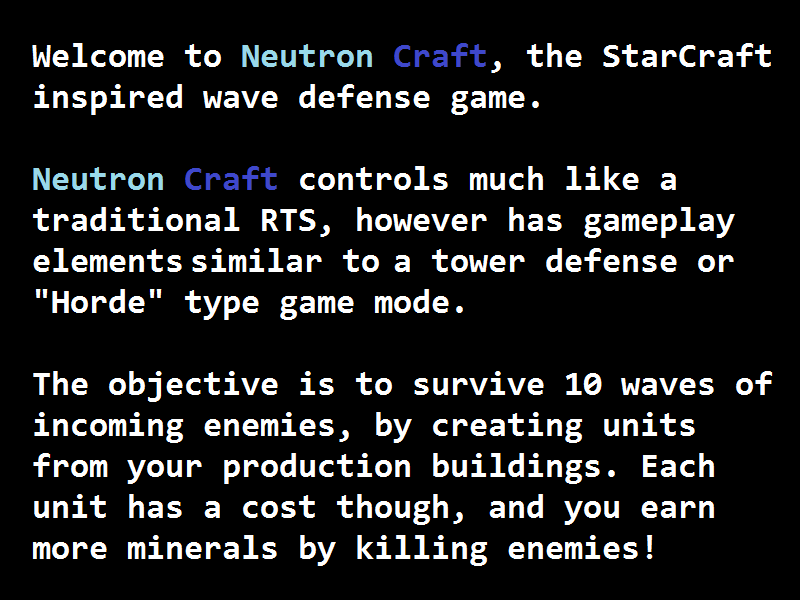 Welcome to Neutron Craft, the StarCraft
inspired wave defense game.
Neutron Craft controls much like a
traditional RTS, however has gameplay
elements similar to a tower defense or
"Horde" type game mode.
The objective is to survive 10 waves of
incoming enemies, by creating units
from your production buildings. Each
unit has a cost though, and you earn
more minerals by killing enemies!